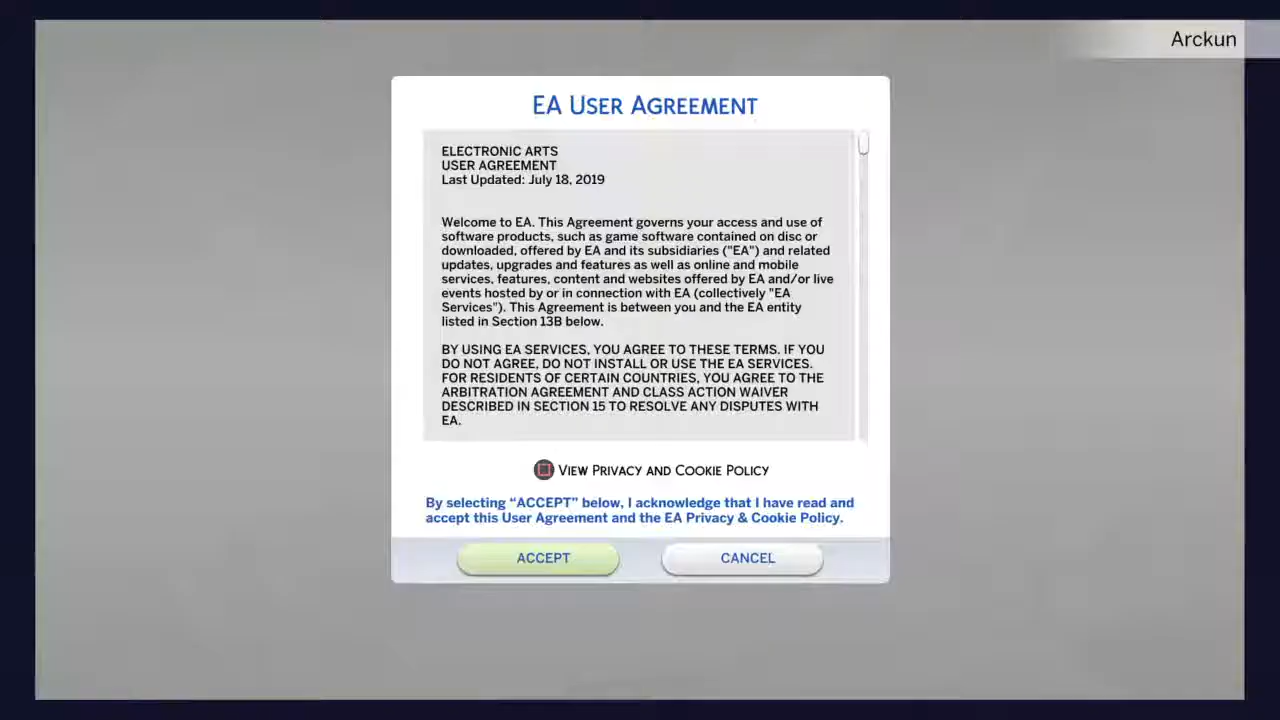 Arckun
EA User Agreement
ELECTRONIC ARTS
USER AGREEMENT
Last Updated: July 18, 2019
Welcome to EA. This Agreement governs your access and use of
software products, such as game software contained on disc or
downloaded, offered by EA and its subsidiaries ("EA") and related
updates, upgrades and features as well as online and mobile
services, features, content and websites offered by EA and/or live
events hosted by or in connection with EA (collectively "EA
Services"). This Agreement is between you and the EA entity
listed in Section 13B below.
BY USING EA SERVICES, YOU AGREE TO THESE TERMS. IF YOU
DO NOT AGREE, DO NOT INSTALL OR USE THE EA SERVICES.
FOR RESIDENTS OF CERTAIN COUNTRIES, YOU AGREE TO THE
ARBITRATION AGREEMENT AND CLASS ACTION WAIVER
DESCRIBED IN SECTION 15 TO RESOLVE ANY DISPUTES WITH
EA.
View Privacy and Cookie Policy
By selecting “ACCEPT” below, I acknowledge that I have read and
accept this User Agreement and the EA Privacy & Cookie Policy.
ACCEPT CANCEL